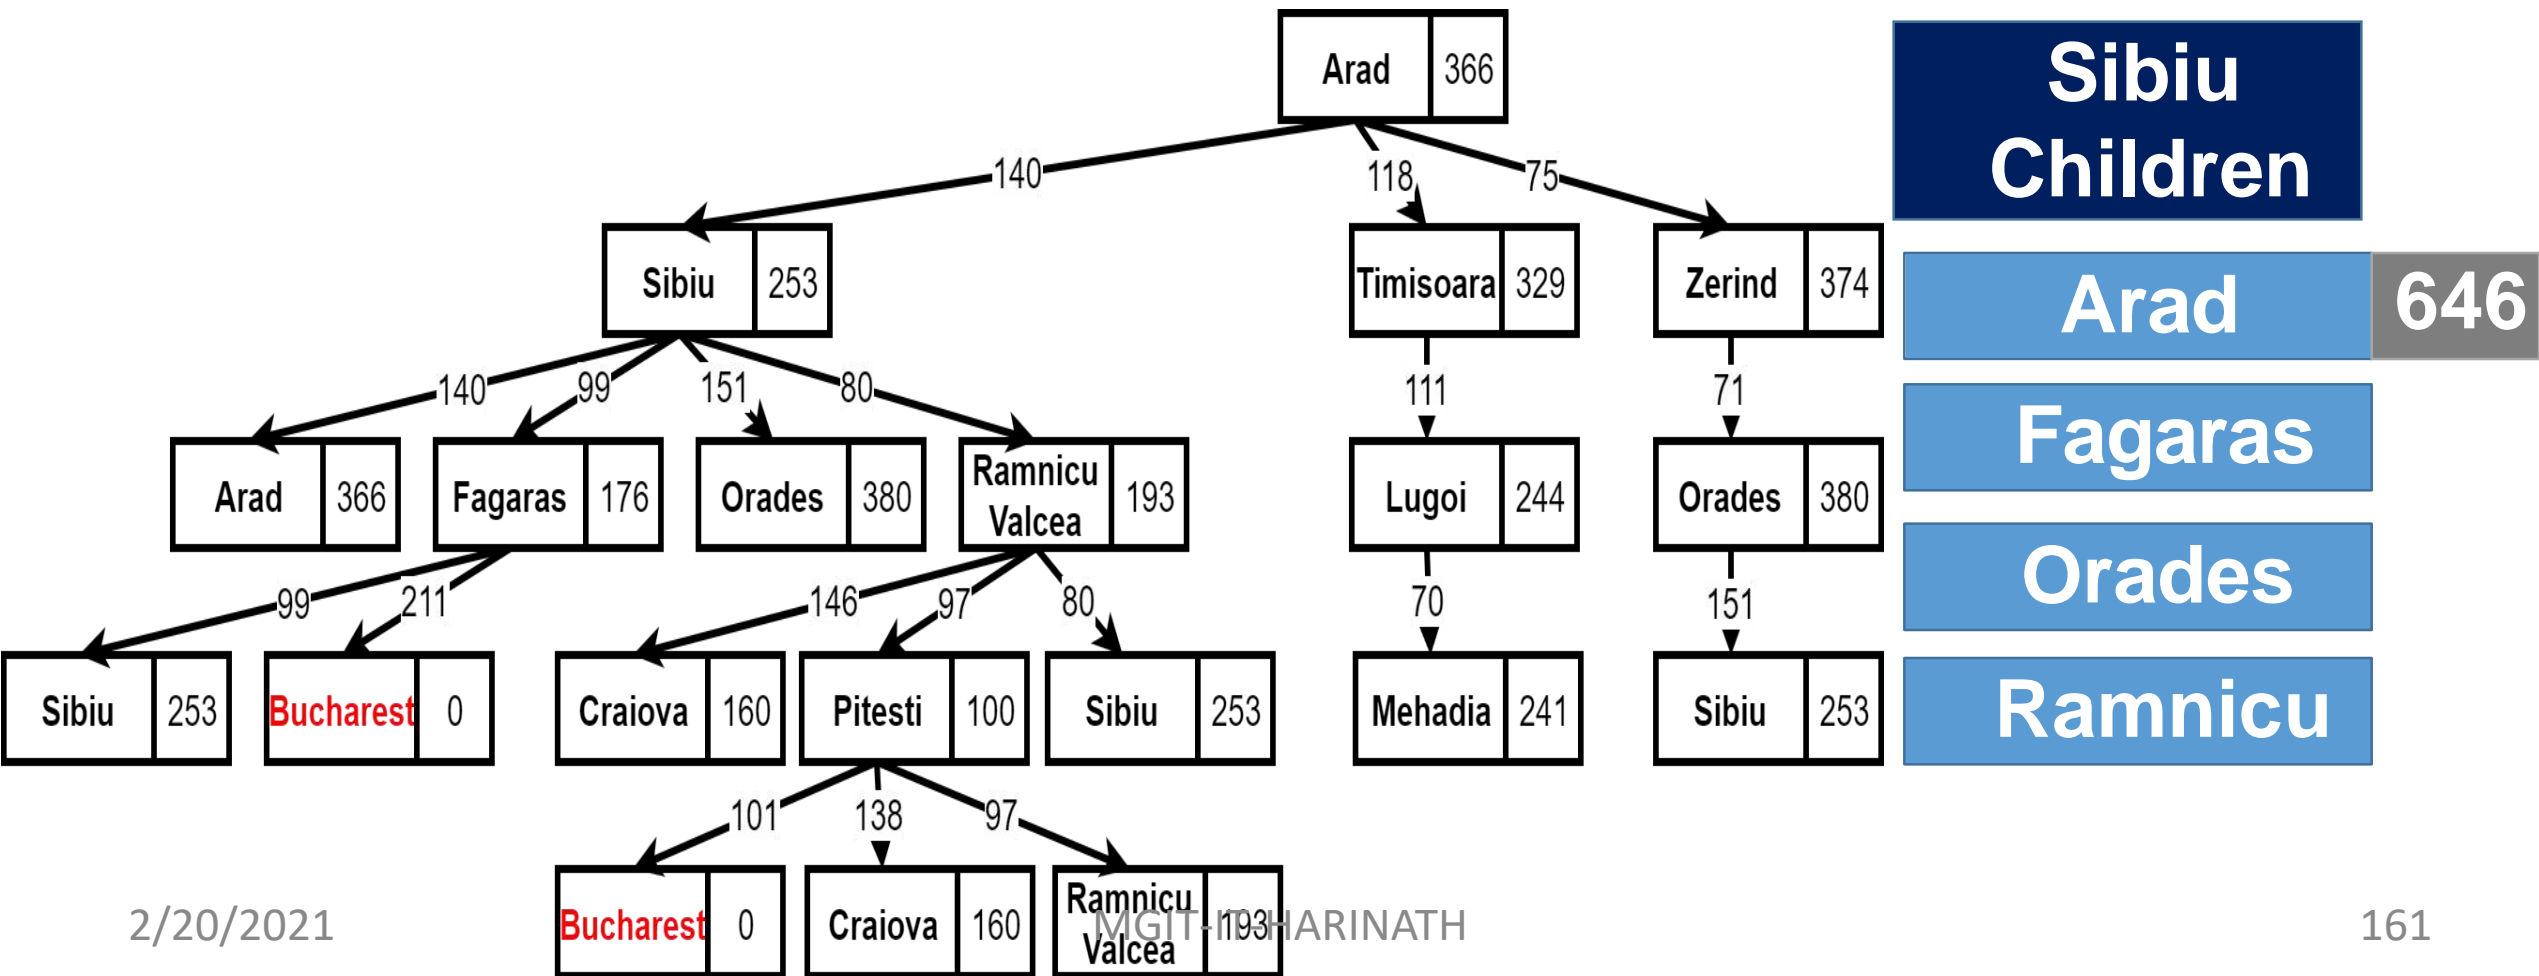 Arad 366
Sibiu
Children
140 118 75
Sibiu 253 Timisoara 329 Zerind 374
Arad 646
140 99 151 80 111 71
Fagaras
Arad 366 Fagaras 176 Orades 380 Ramnicu
Valcea 193 Lugoi 244 Orades 380
Orades
99 211 146 97 80 70 151
Sibiu 253 Bucharest 0 Craiova 160 Pitesti 100 Sibiu 253 Mehadia 241 Sibiu 253
Ramnicu
101 138 97
Bucharest 0 Craiova 160 Ramnicu
Valcea 193
2/20/2021 MGIT-IT-HARINATH 161